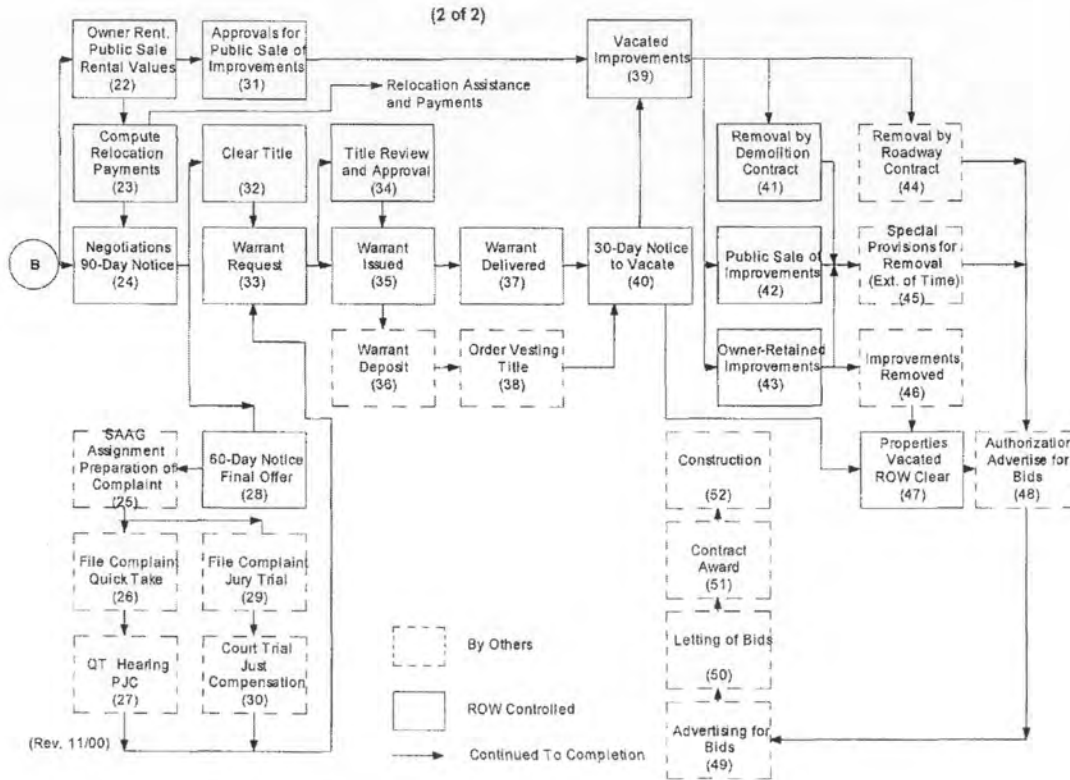 (2 of 2)
Owner Rent.
Public Sale
Rental Values
(22)
Approvals for
Public Sale of
Improvements
(31)
Vacated
Improvements
(39)
Relocation Assistance
and Payments
Compute
Relocation
Payments
(23)
Clear Title
(32)
Title Review
and Approval
(34)
Removal by
Demolition
Contract
(41)
Removal by
Roadway
Contract
(44)
B
Negotiations
90-Day Notice
(24)
Warrant
Request
(33)
Warrant
Issued
(35)
Warrant
Delivered
(37)
30-Day Notice
to Vacate
(40)
Public Sale of
Improvements
(42)
Special
Provisions for
Removal
(Ext. of Time)
(45)
Warrant
Deposit
(36)
Order Vesting
Title
(38)
Owner-Retained
Improvements
(43)
Improvements
Removed
(46)
SAAG
Assignment
Preparation of
Complaint
(25)
60-Day Notice
Final Offer
(28)
Construction
(52)
Properties
Vacated
ROW Clear
(47)
Authorization
Advertise for
Bids
(48)
File Complaint
Quick Take
(26)
File Complaint
Jury Trial
(29)
Contract
Award
(51)
QT Hearing
PJC
(27)
Court Trial
Just
Compensation
(30)
By Others
Letting of Bids
(50)
ROW Controlled
(Rev. 11/00)
Continued To Completion
Advertising for
Bids
(49)